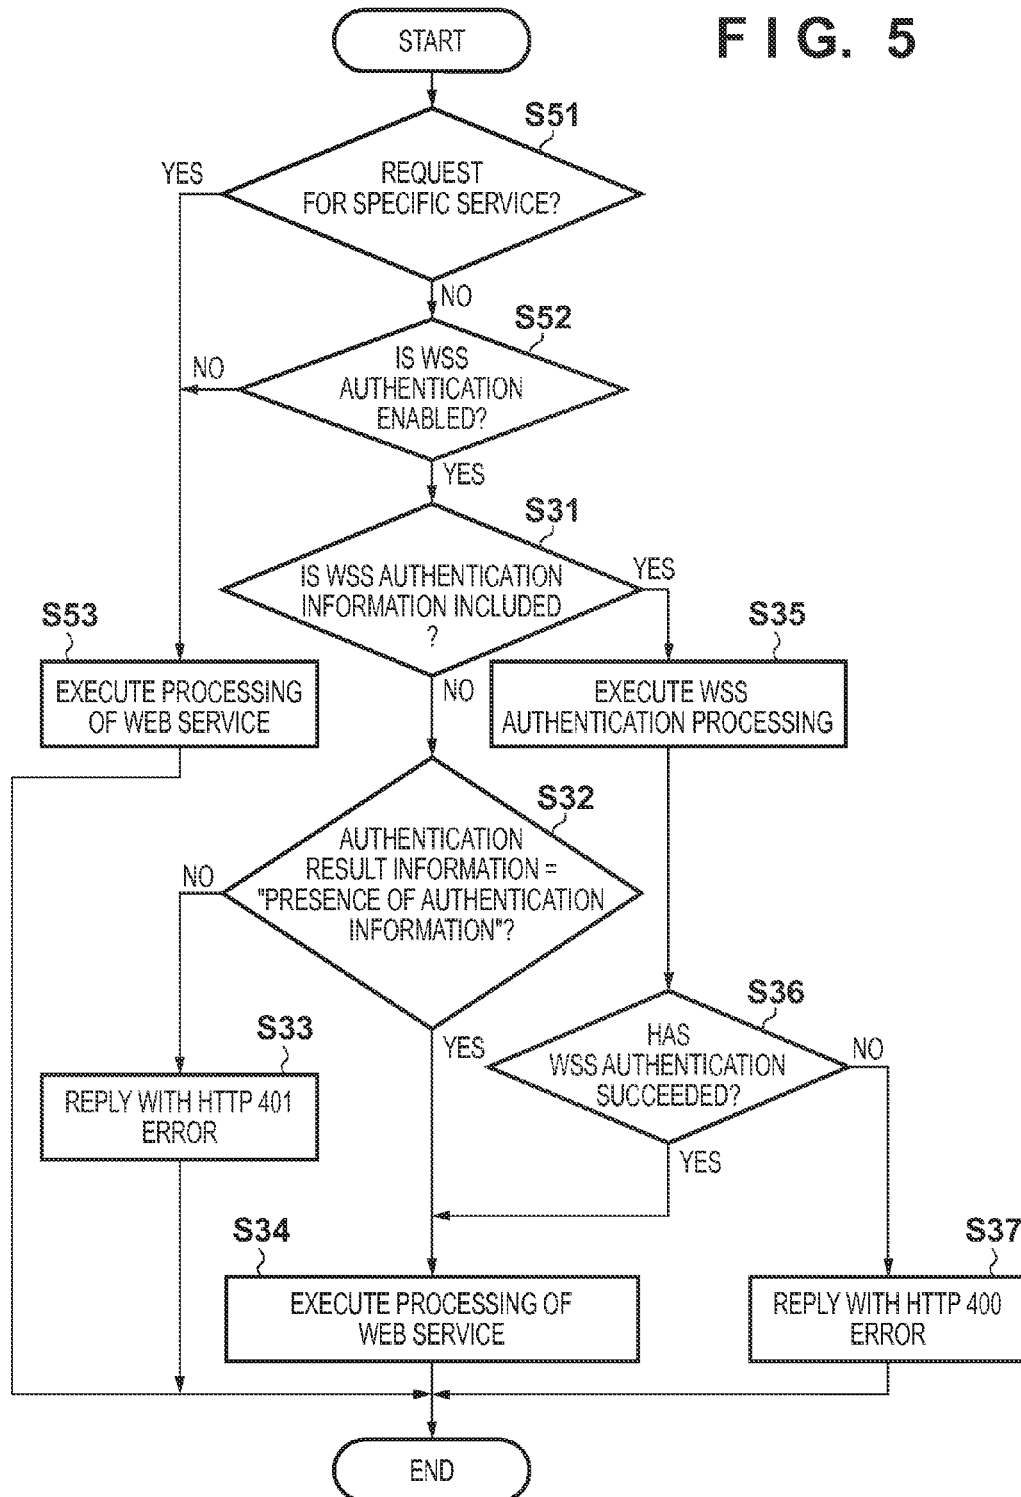 FIG. 5
START
S51
YES
REQUEST
FOR SPECIFIC SERVICE?
NO
S52
NO
IS WSS
AUTHENTICATION
ENABLED?
YES
S31
YES
IS WSS AUTHENTICATION
INFORMATION INCLUDED
?
S53
S35
EXECUTE PROCESSING
OF WEB SERVICE
NO
EXECUTE WSS
AUTHENTICATION PROCESSING
S32
NO
AUTHENTICATION
RESULT INFORMATION =
"PRESENCE OF AUTHENTICATION
INFORMATION"?
S36
S33
YES
HAS
WSS AUTHENTICATION
SUCCEEDED?
NO
REPLY WITH HTTP 401
ERROR
YES
S34
S37
EXECUTE PROCESSING OF
WEB SERVICE
REPLY WITH HTTP 400
ERROR
END